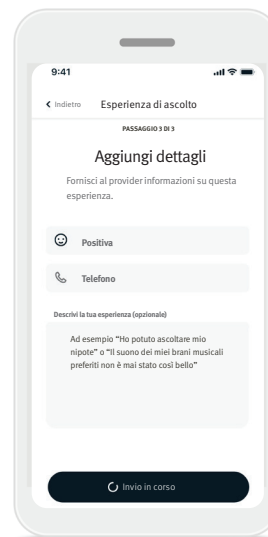 9:41
Indietro Esperienza di ascolto
PASSAGGIO 3 DI 3
Aggiungi dettagli
Fornisci al provider informazioni su questa
esperienza.
Positiva
Telefono
Descrivi la tua esperienza (opzionale)
Ad esempio “Ho potuto ascoltare mio
nipote” o “Il suono dei miei brani musicali
preferiti non è mai stato così bello”
Invio in corso